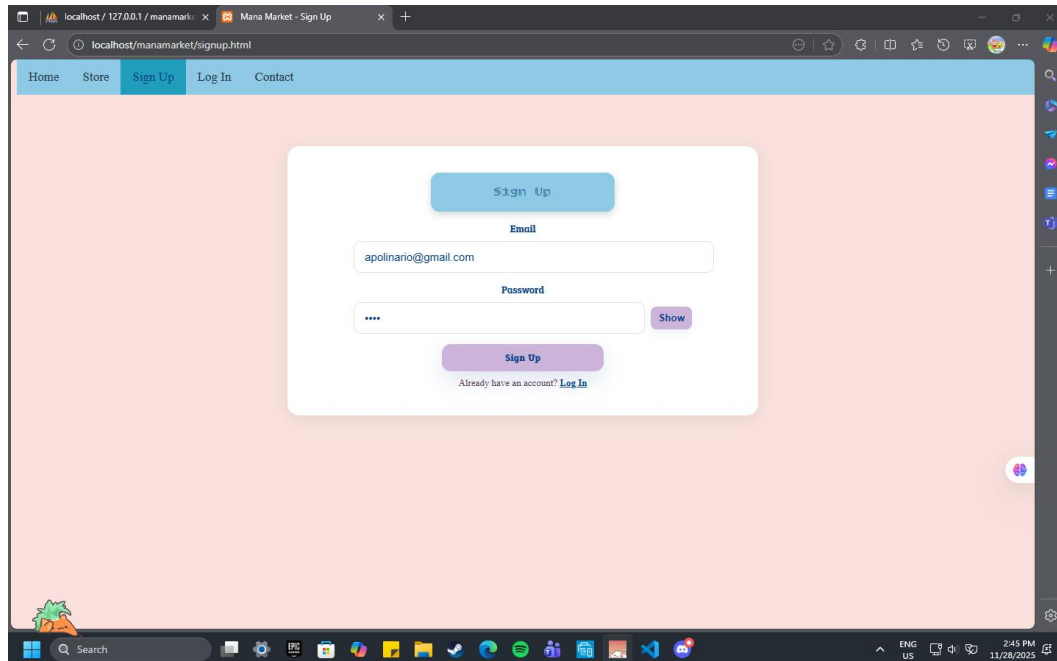 localhost / 127.0.0.1 / manamark
Mana Market - Sign Up
localhost/manamarket/signup.html
Home Store Sign Up Log In Contact
Sign Up
Email
apolinario@gmail.com
Password
••••
Show
Sign Up
Already have an account? Log In
Search
EPIC
ENG
US
2:45 PM
11/28/2025